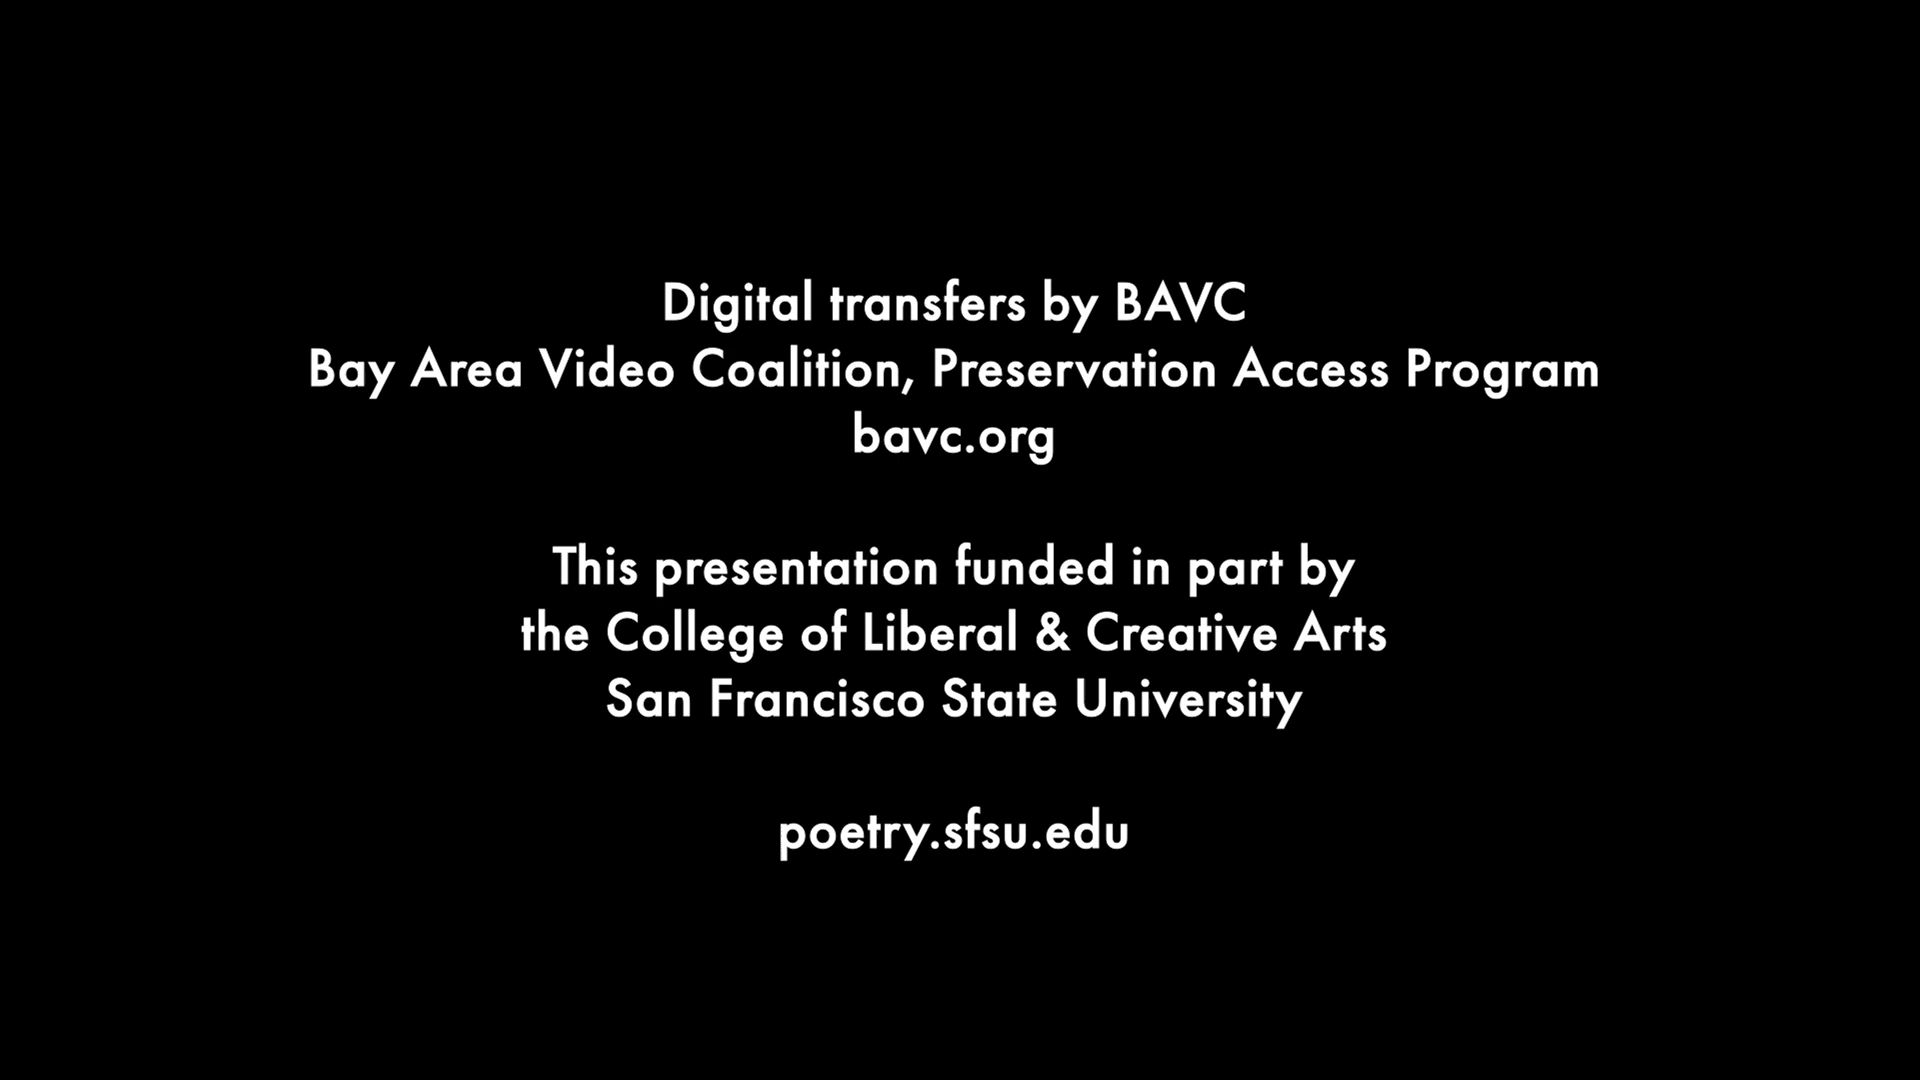 Digital transfers by BAVC
Bay Area Video Coalition, Preservation Access Program
bavc.org
This presentation funded in part by
the College of Liberal & Creative Arts
San Francisco State University
poetry.sfsu.edu